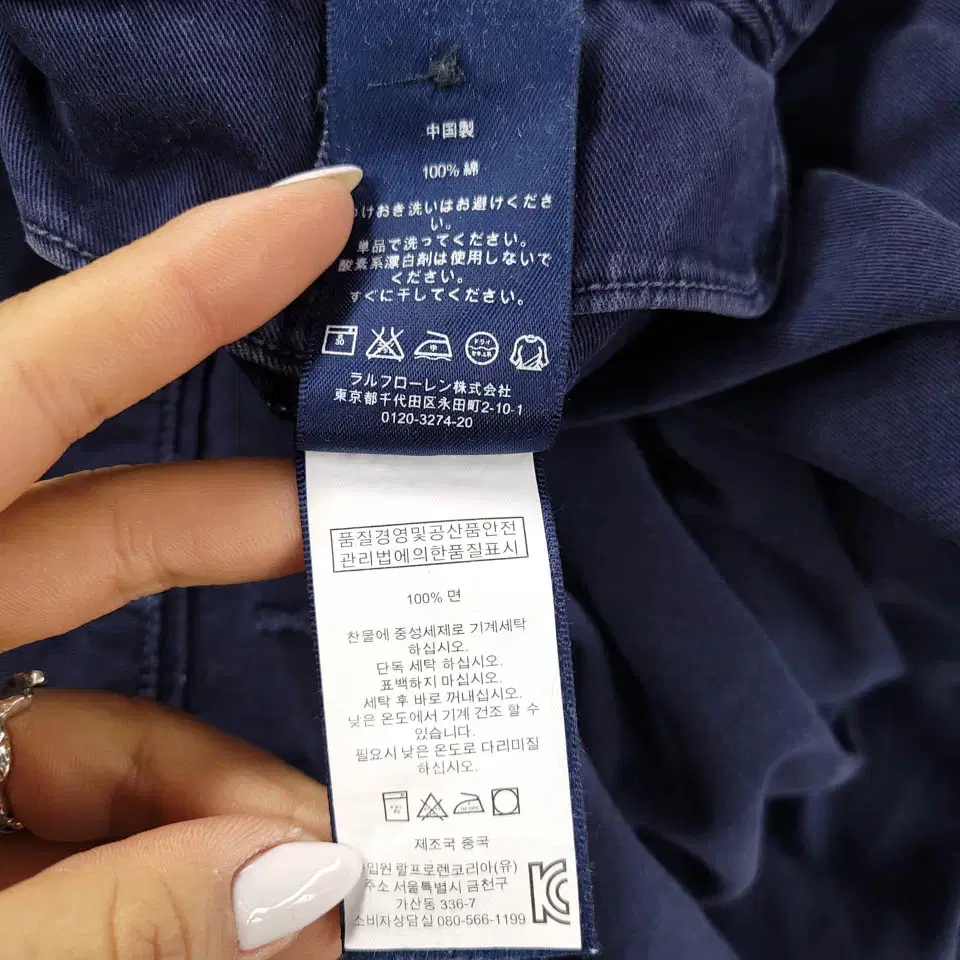 中国製
100% 綿
けおき洗いはお避けくださ
い。
単品で洗ってください。
酸素系漂白剤は使用しないで
ください。
すぐに干してください。
30
中
ドライ
ラルフローレン株式会社
東京都千代田区永田町2-10-1
0120-3274-20
품질경영및공산품안전
관리법에의한품질표시
100% 면
찬물에 중성세제로 기계세탁
하십시오.
단독 세탁 하십시오.
표백하지 마십시오.
세탁 후 바로 꺼내십시오.
낮은 온도에서 기계 건조 할 수
있습니다.
필요시 낮은 온도로 다리미질
하십시오.
제조국 중국
입원 랄프로렌코리아(유)
주소 서울특별시 금천구
가산동 336-7
소비자상담실 080-566-1199